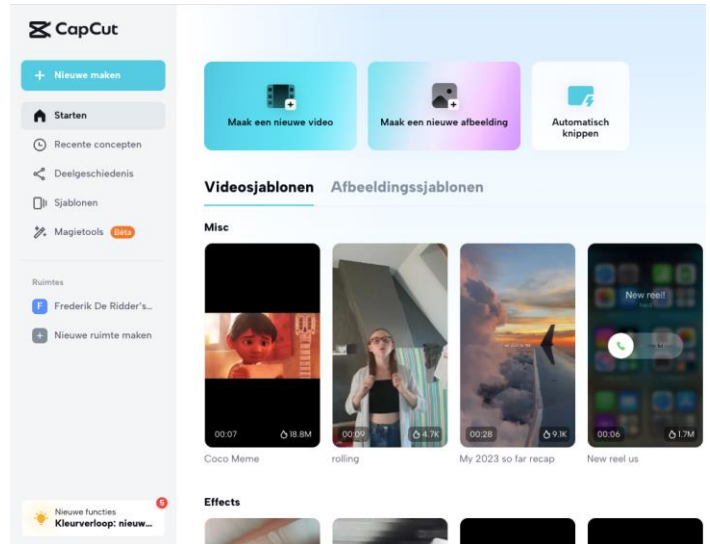 CapCut
Nieuwe maken
Starten
Recente concepten
Deelgeschiedenis
Sjablonen
Magietools Bèta
Ruimtes
F Frederik De Ridder's...
Nieuwe ruimte maken
Nieuwe functies
5
Kleurverloop: nieuw...
Maak een nieuwe video
Maak een nieuwe afbeelding
Automatisch
knippen
Videosjablonen Afbeeldingssjablonen
Misc
New reel!
00:07 18.8M
00:09 4.7K
00:28 9.1K
00:06 1.7M
Coco Meme
rolling
My 2023 so far recap
New reel us
Effects